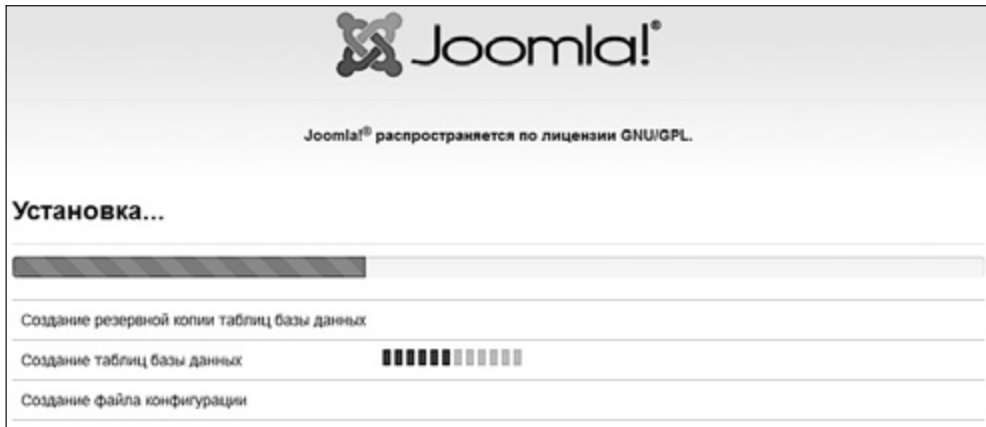 Joomla!®
Joomla!® распространяется по лицензии GNU/GPL.
Установка...
Создание резервной копии таблиц базы данных
Создание таблиц базы данных
Создание файла конфигурации